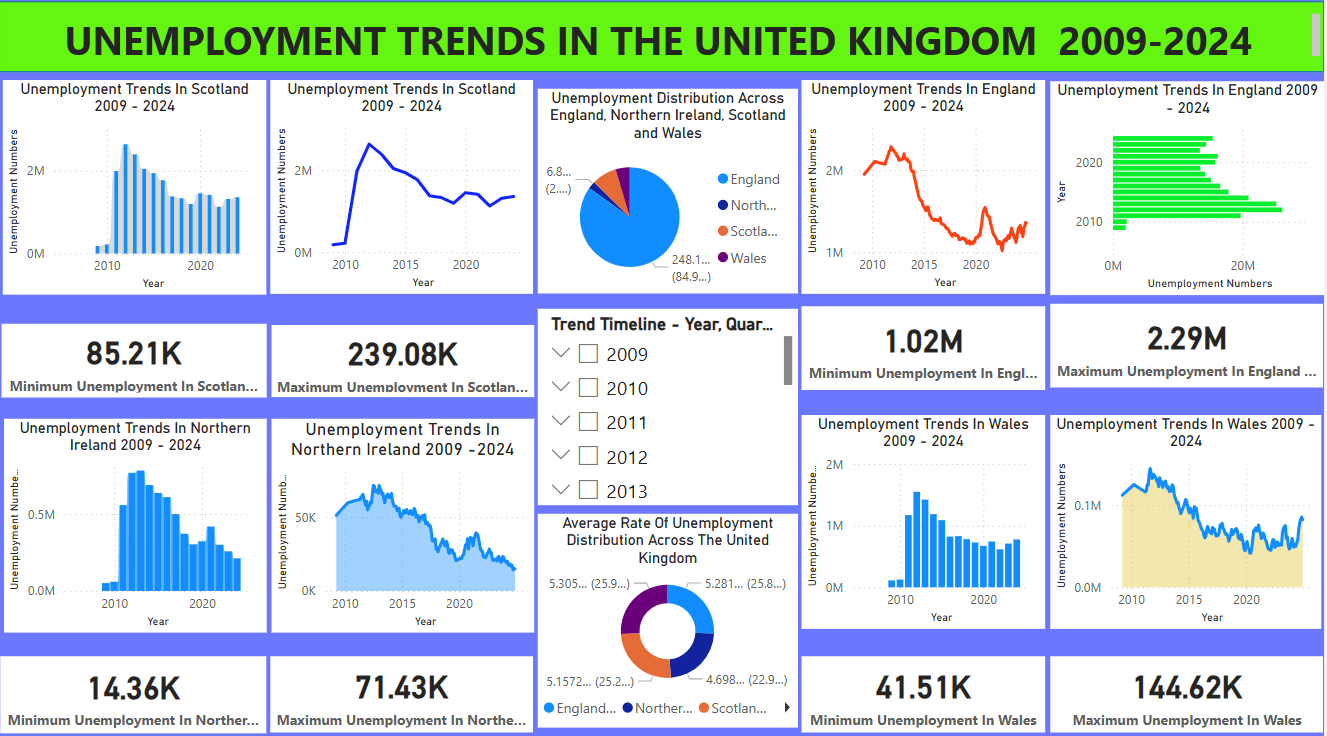 UNEMPLOYMENT TRENDS IN THE UNITED KINGDOM 2009-2024
Unemployment Trends In Scotland
2009 - 2024
Unemployment Numbers
2M
0M
2010
2020
Year
Unemployment Trends In Scotland
2009 - 2024
Unemployment Numbers
2M
0M
2010
2015
2020
Year
Unemployment Distribution Across
England, Northern Ireland, Scotland
and Wales
6.8...
(2....)
248.1...
(84.9...)
England
North...
Scotla...
Wales
Unemployment Trends In England
2009 - 2024
Unemployment Numbers
2M
1M
2010
2015
2020
Year
Unemployment Trends In England 2009
- 2024
Year
2020
2010
0M
20M
Unemployment Numbers
85.21K
Minimum Unemployment In Scotlan...
239.08K
Maximum Unemployment In Scotlan...
Trend Timeline - Year, Quar...
2009
2010
2011
2012
2013
1.02M
Minimum Unemployment In Engl...
2.29M
Maximum Unemployment In England ...
Unemployment Trends In Northern
Ireland 2009 - 2024
Unemployment Numbe...
0.5M
0.0M
2010
2020
Year
Unemployment Trends In
Northern Ireland 2009 -2024
Unemployment Numb...
50K
0K
2010
2015
2020
Year
Average Rate Of Unemployment
Distribution Across The United
Kingdom
5.305... (25.9...)
5.281... (25.8...)
5.1572... (25.2...)
4.698... (22.9...)
England...
Norther...
Scotlan...
Unemployment Trends In Wales
2009 - 2024
Unemployment Numbe...
2M
1M
0M
2010
2020
Year
Unemployment Trends In Wales 2009 -
2024
Unemployment Numbers
0.1M
0.0M
2010
2015
2020
Year
14.36K
Minimum Unemployment In Norther...
71.43K
Maximum Unemployment In Northe...
41.51K
Minimum Unemployment In Wales
144.62K
Maximum Unemployment In Wales